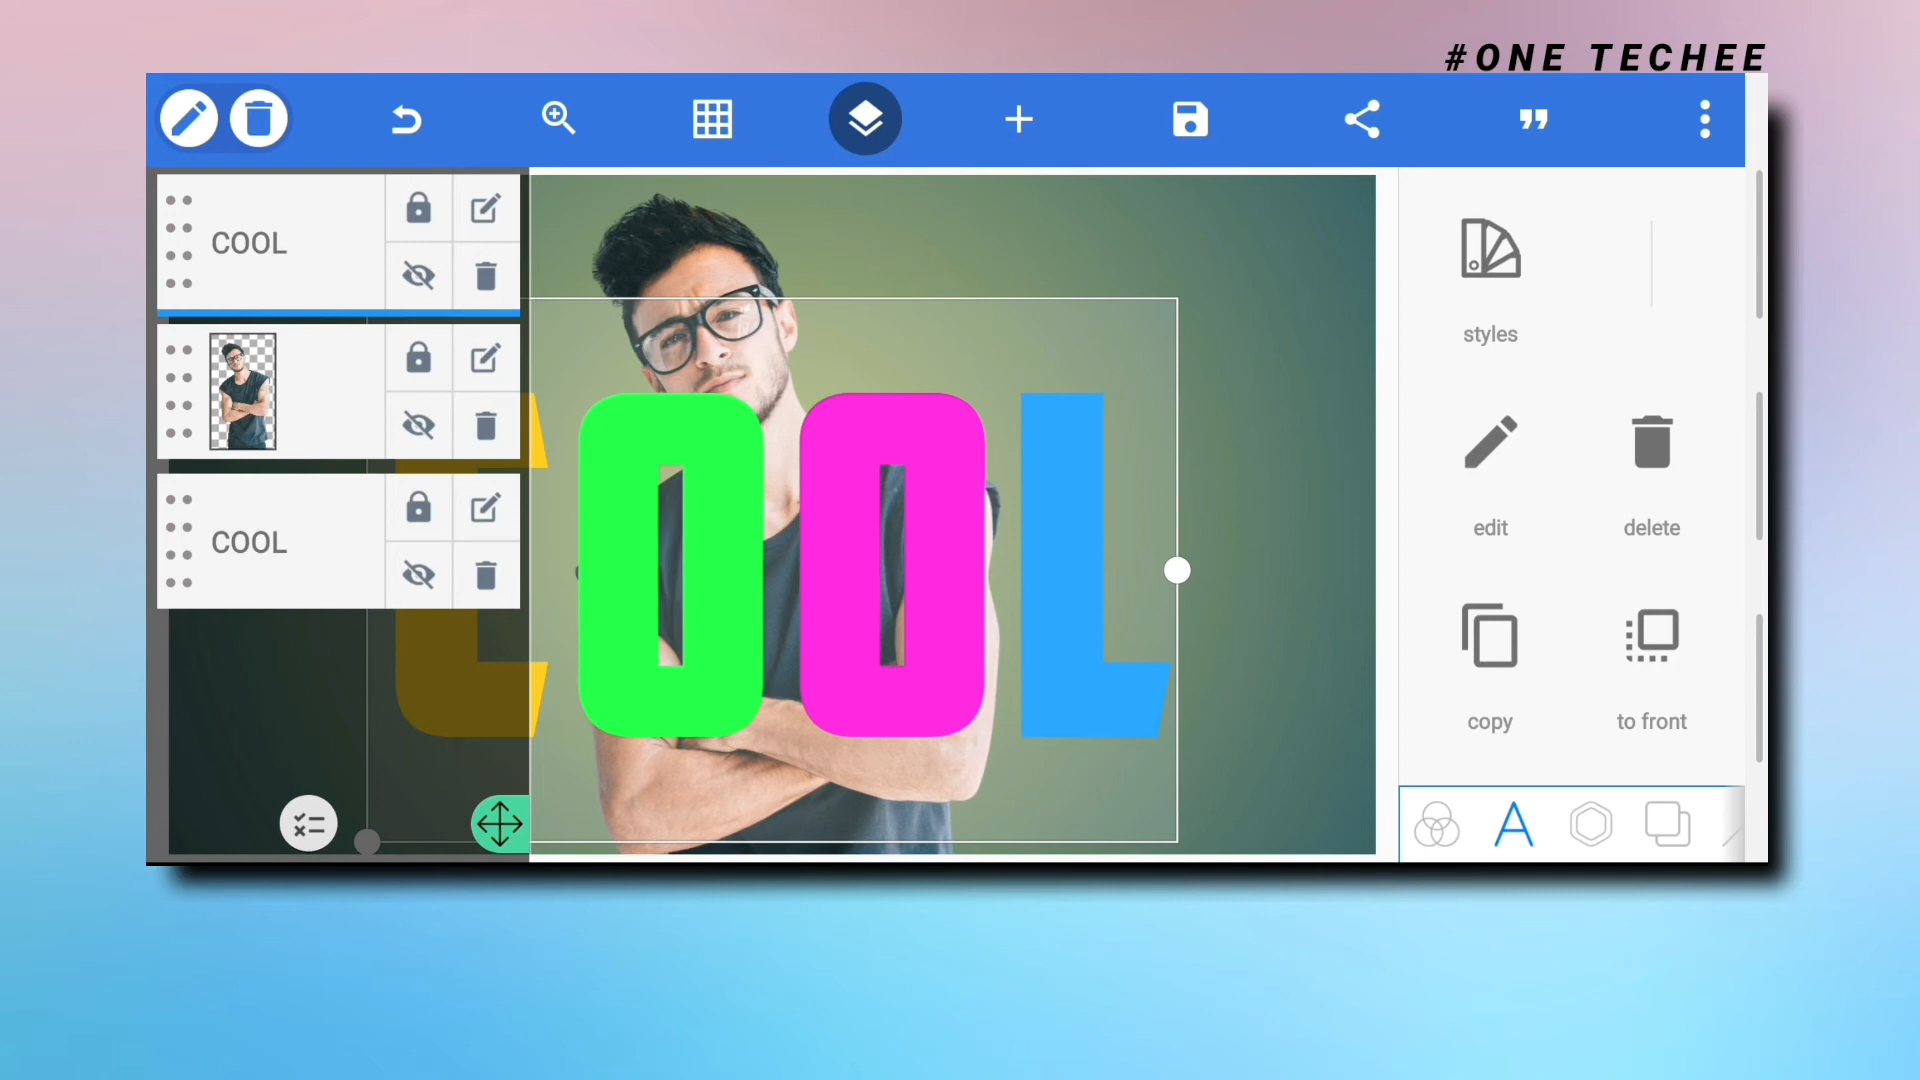 #ONE TECHEE
COOL
COOL
COOL
styles
edit
delete
copy
to front